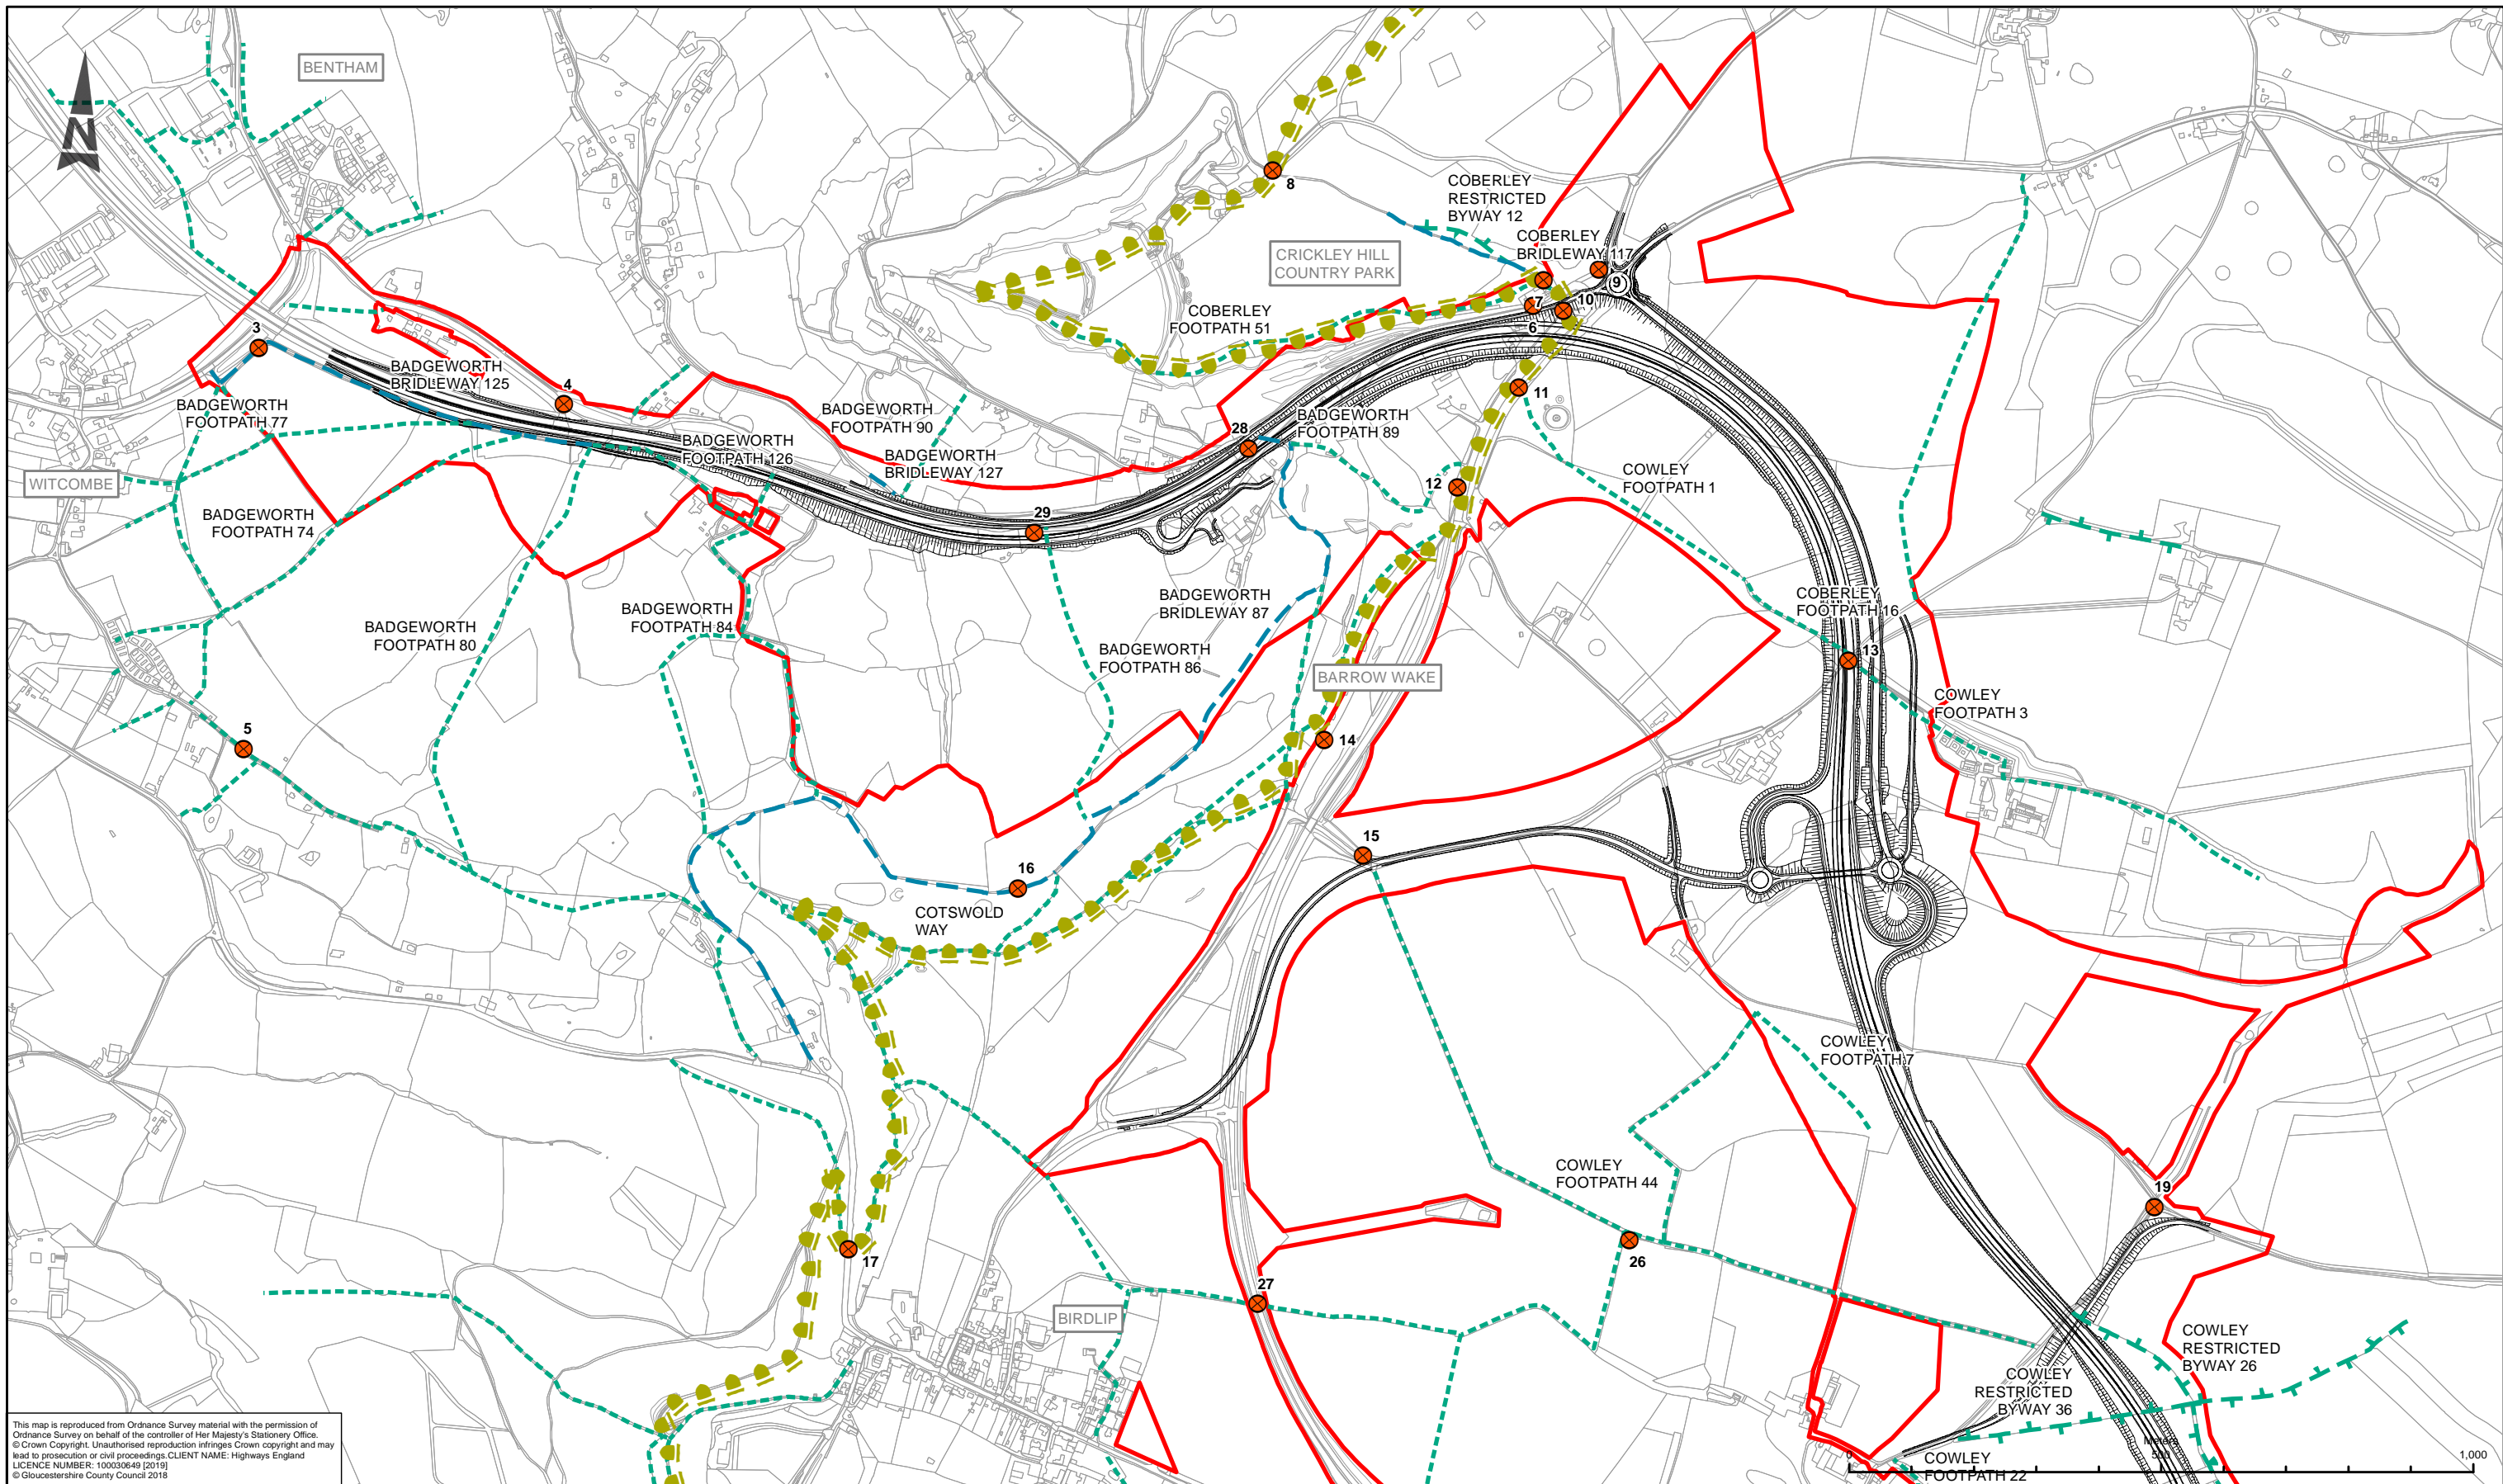 BENTHAM
N
8
COBERLEY
RESTRICTED
BYWAY 12
COBERLEY
BRIDLEWAY 117
CRICKLEY HILL
COUNTRY PARK
9
7
10
6
COBERLEY
FOOTPATH 51
3
4
BADGEWORTH
BRIDLEWAY 125
BADGEWORTH
FOOTPATH 77
BADGEWORTH
FOOTPATH 90
BADGEWORTH
FOOTPATH 126
BADGEWORTH
BRIDLEWAY 127
28
BADGEWORTH
FOOTPATH 89
11
12
COWLEY
FOOTPATH 1
WITCOMBE
BADGEWORTH
FOOTPATH 74
29
BADGEWORTH
FOOTPATH 80
BADGEWORTH
FOOTPATH 84
BADGEWORTH
BRIDLEWAY 87
BADGEWORTH
FOOTPATH 86
COBERLEY
FOOTPATH 16
13
BARROW WAKE
COWLEY
FOOTPATH 3
5
14
15
16
COTSWOLD
WAY
COWLEY
FOOTPATH 7
COWLEY
FOOTPATH 44
19
17
26
27
BIRDLIP
COWLEY
RESTRICTED
BYWAY 26
COWLEY
RESTRICTED
BYWAY 36
COWLEY
FOOTPATH 22
Meters
0
500
1,000
This map is reproduced from Ordnance Survey material with the permission of
Ordnance Survey on behalf of the controller of Her Majesty's Stationery Office.
© Crown Copyright. Unauthorised reproduction infringes Crown copyright and may
lead to prosecution or civil proceedings.CLIENT NAME: Highways England
LICENCE NUMBER: 100030649 [2019]
© Gloucestershire County Council 2018